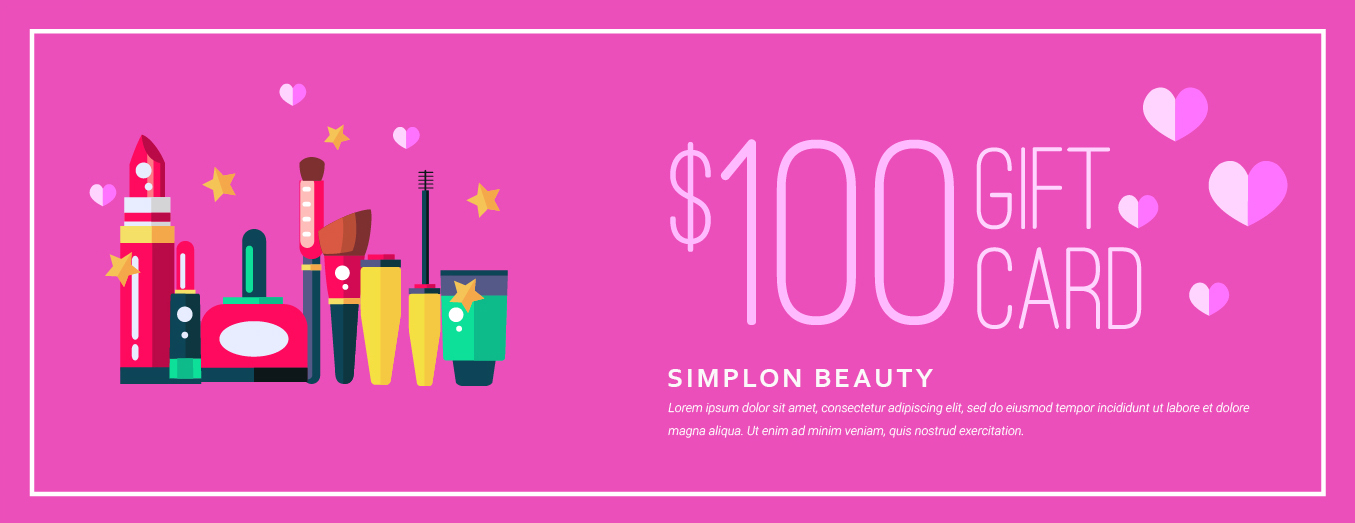 $100 GIFT
CARD
SIMPLON BEAUTY
Lorem ipsum dolor sit amet, consectetur adipiscing elit, sed do eiusmod tempor incididunt ut labore et dolore
magna aliqua. Ut enim ad minim veniam, quis nostrud exercitation.